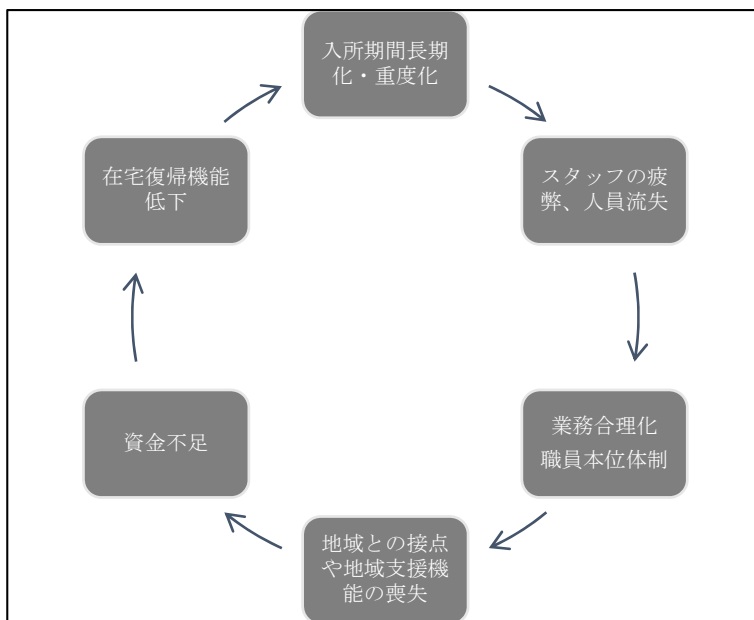 入所期間長期
化・重度化
スタッフの疲
弊、人員流失
業務合理化
職員本位体制
地域との接点
や地域支援機
能の喪失
資金不足
在宅復帰機能
低下